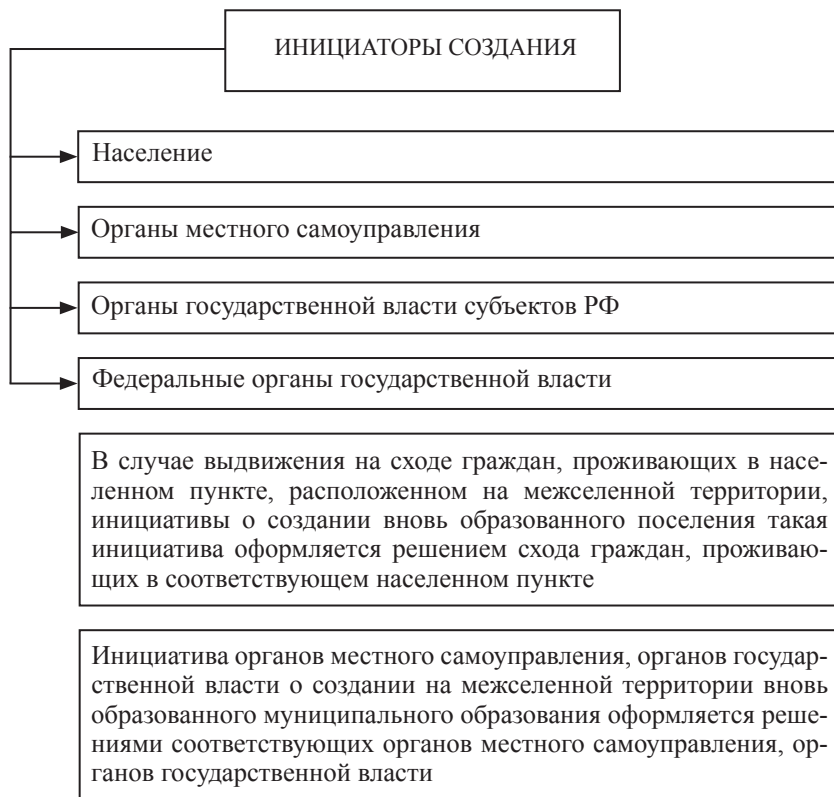 ИНИЦИАТОРЫ СОЗДАНИЯ
Население
Органы местного самоуправления
Органы государственной власти субъектов РФ
Федеральные органы государственной власти
В случае выдвижения на сходе граждан, проживающих в насе-
ленном пункте, расположенном на межселенной территории,
инициативы о создании вновь образованного поселения такая
инициатива оформляется решением схода граждан, проживаю-
щих в соответствующем населенном пункте
Инициатива органов местного самоуправления, органов государ-
ственной власти о создании на межселенной территории вновь
образованного муниципального образования оформляется реше-
ниями соответствующих органов местного самоуправления, ор-
ганов государственной власти